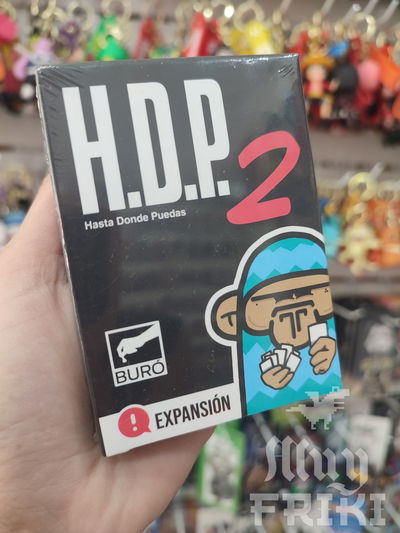 H.D.P. 2
Hasta Donde Puedas
BURÓ
! EXPANSIÓN
Muy
FRIKI